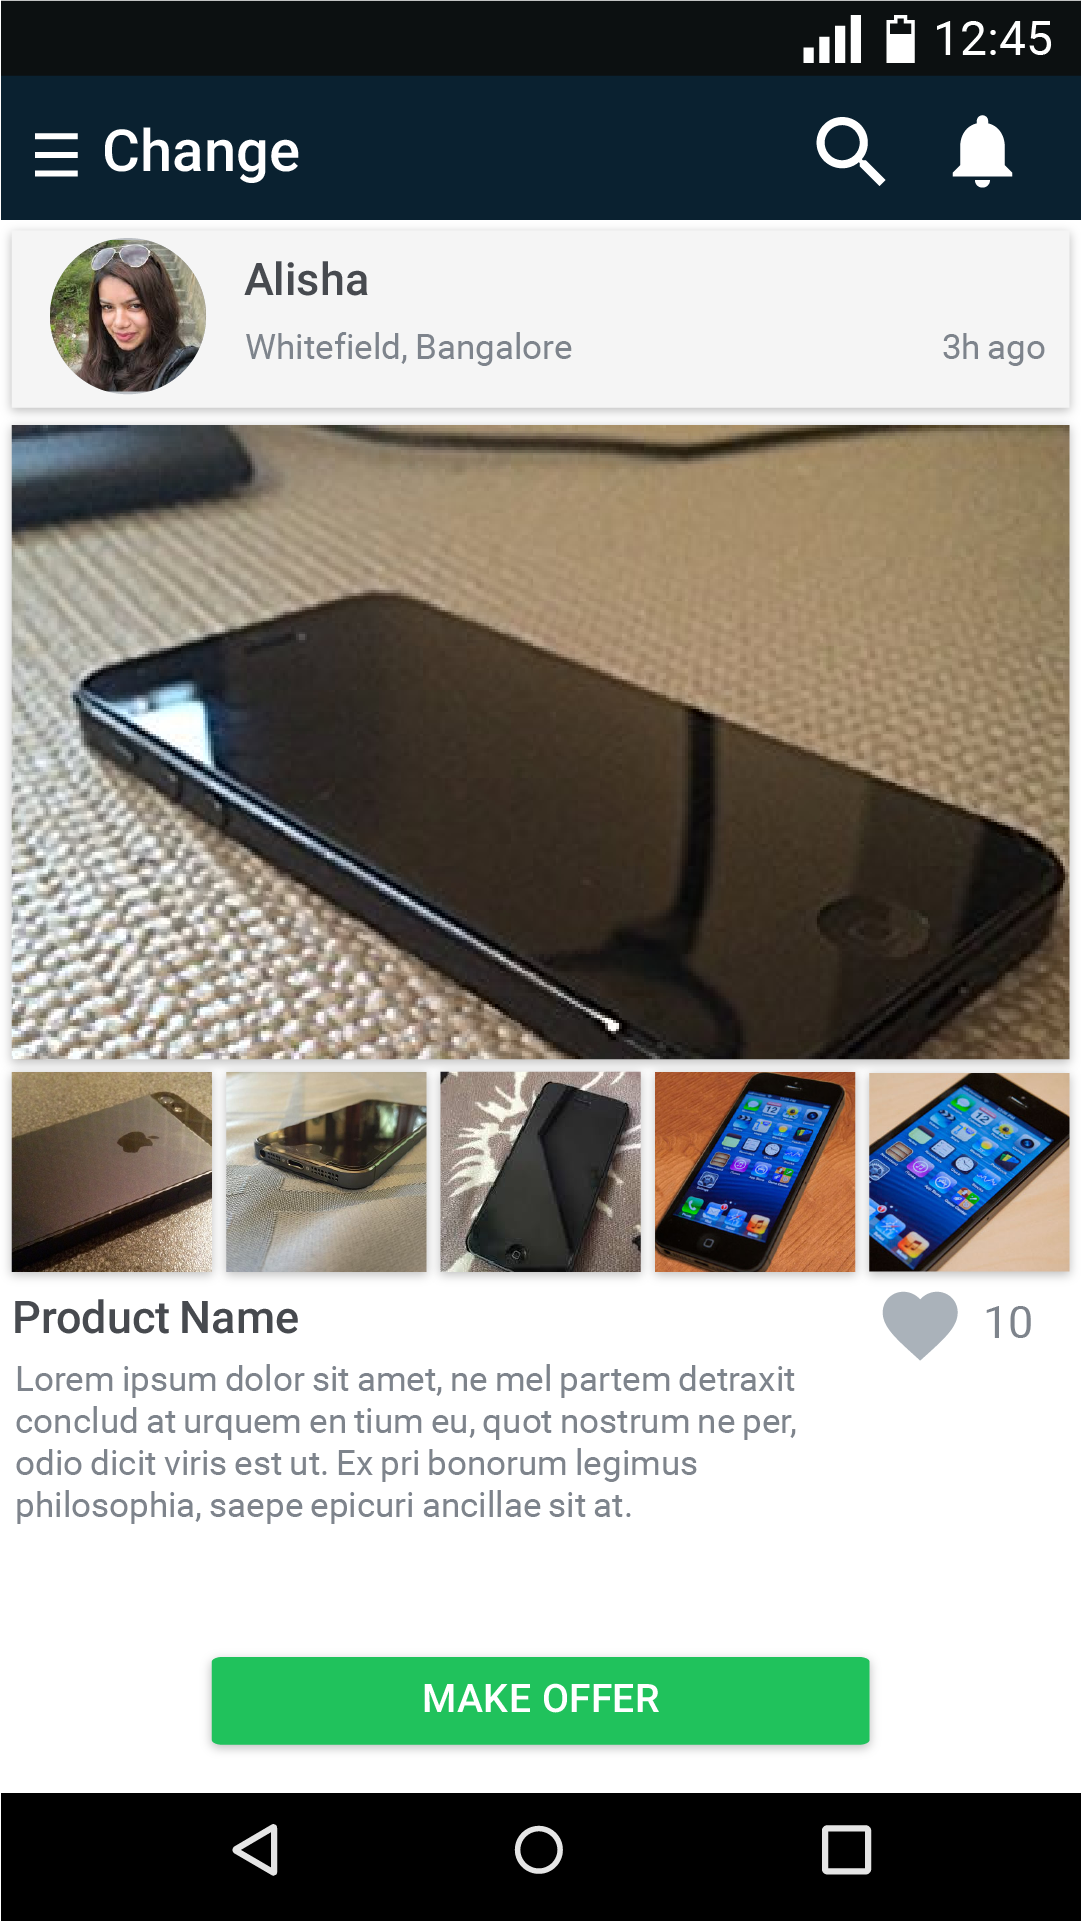 12:45
Change
Alisha
Whitefield, Bangalore
3h ago
Product Name
10
Lorem ipsum dolor sit amet, ne mel partem detraxit
conclud at urquem en tium eu, quot nostrum ne per,
odio dicit viris est ut. Ex pri bonorum legimus
philosophia, saepe epicuri ancillae sit at.
MAKE OFFER